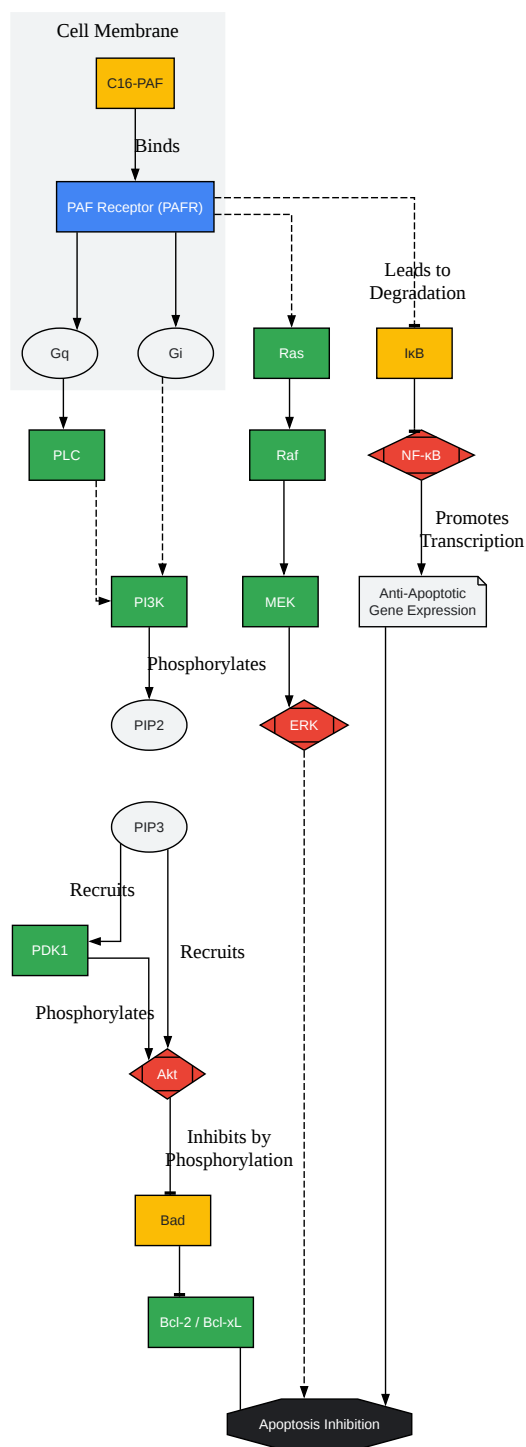 Cell Membrane
C16-PAF
Binds
PAF Receptor (PAFR)
Leads to
Degradation
Gq
Gi
Ras
IκB
PLC
Raf
NF-κB
Promotes
Transcription
PI3K
MEK
Anti-Apoptotic
Gene Expression
Phosphorylates
PIP2
ERK
PIP3
Recruits
PDK1
Recruits
Phosphorylates
Akt
Inhibits by
Phosphorylation
Bad
Bcl-2 / Bcl-xL
Apoptosis Inhibition